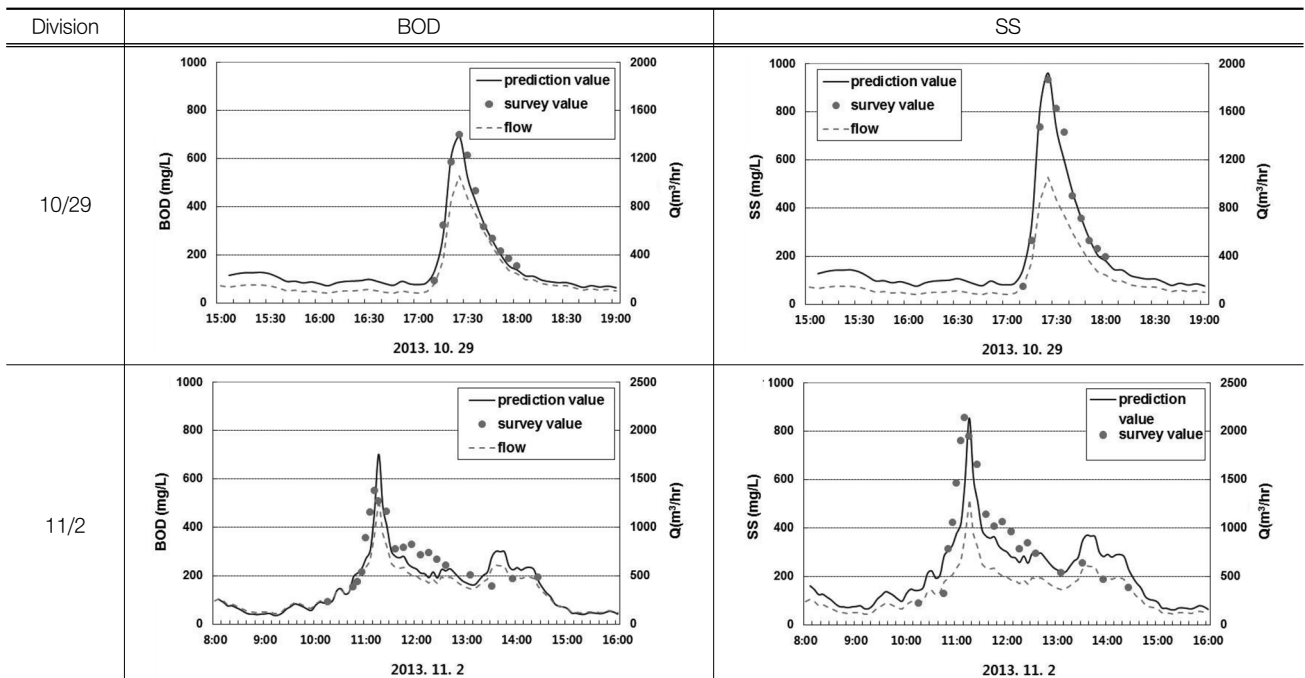 Division BOD SS
10/29
BOD (mg/L)
1000
800
600
400
200
0
prediction value
survey value
flow
2000
1600
1200
800
400
0
Q(m³/hr)
15:00 15:30 16:00 16:30 17:00 17:30 18:00 18:30 19:00
2013. 10. 29
SS (mg/L)
1000
800
600
400
200
0
prediction value
survey value
flow
2000
1600
1200
800
400
0
Q(m³/hr)
15:00 15:30 16:00 16:30 17:00 17:30 18:00 18:30 19:00
2013. 10. 29
11/2
BOD (mg/L)
1000
800
600
400
200
0
prediction value
survey value
flow
2500
2000
1500
1000
500
0
Q(m³/hr)
8:00 9:00 10:00 11:00 12:00 13:00 14:00 15:00 16:00
2013. 11. 2
SS (mg/L)
1000
800
600
400
200
0
prediction
value
survey value
2500
2000
1500
1000
500
0
Q(m³/hr)
8:00 9:00 10:00 11:00 12:00 13:00 14:00 15:00 16:00
2013. 11. 2